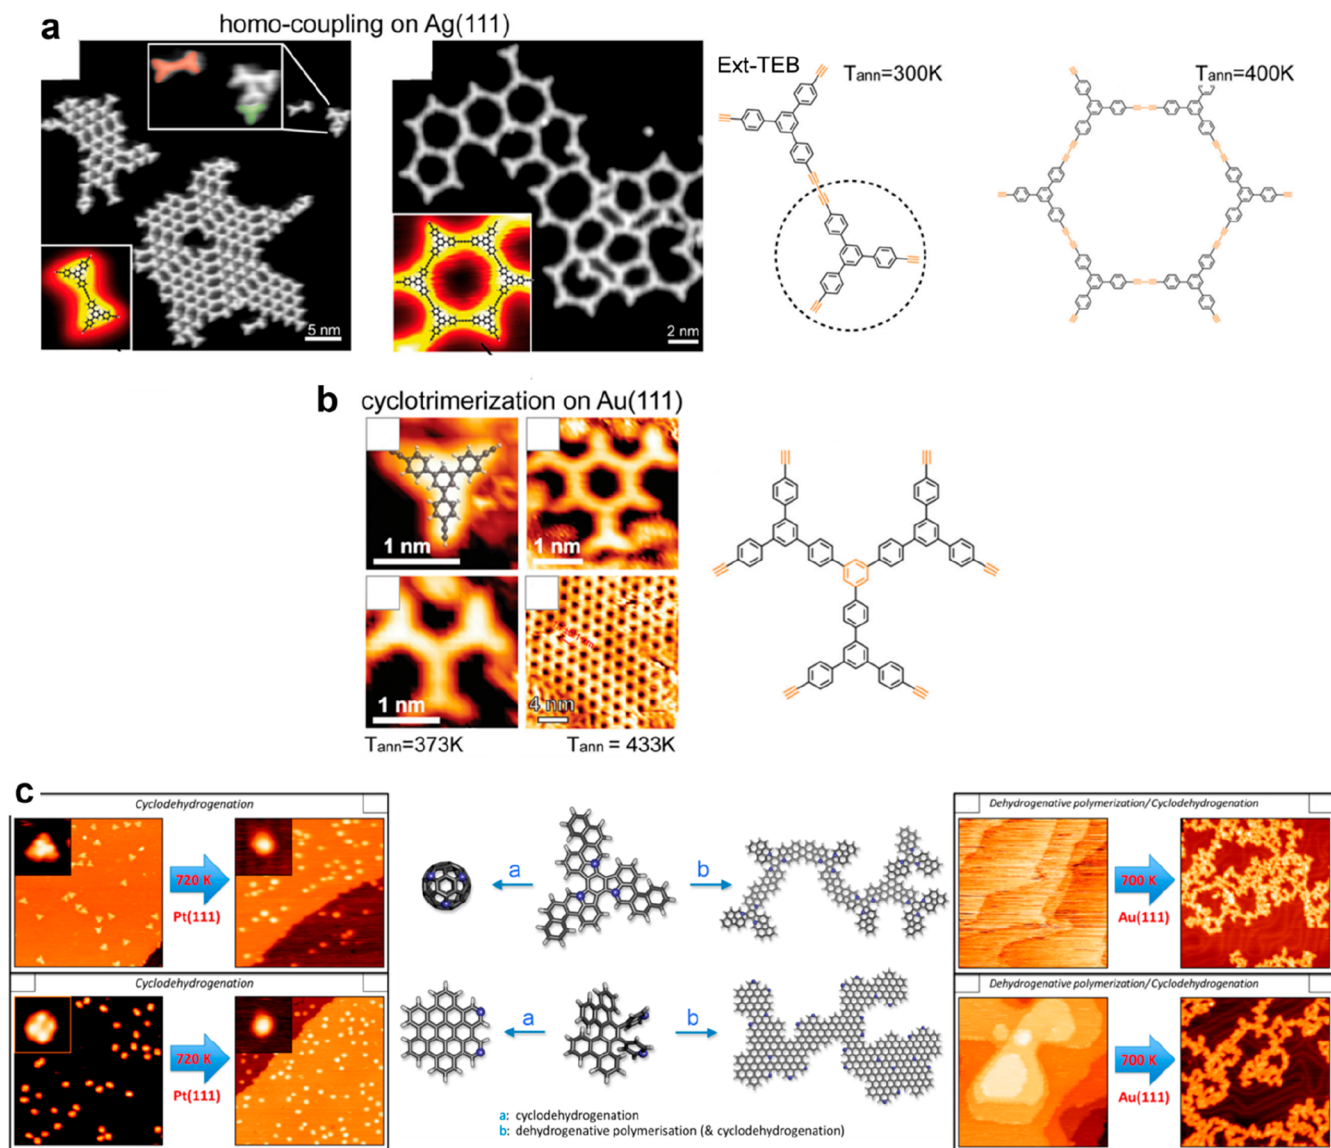 a
homo-coupling on Ag(111)
5 nm
2 nm
Ext-TEB
Tann=300K
Tann=400K
b
cyclotrimerization on Au(111)
1 nm
1 nm
1 nm
4 nm
Tann=373K
Tann = 433K
c
Cyclodehydrogenation
720 K
Pt(111)
Cyclodehydrogenation
720 K
Pt(111)
a
b
a
b
a: cyclodehydrogenation
b: dehydrogenative polymerisation (& cyclodehydrogenation)
Dehydrogenative polymerization/Cyclodehydrogenation
700 K
Au(111)
Dehydrogenative polymerization/Cyclodehydrogenation
700 K
Au(111)